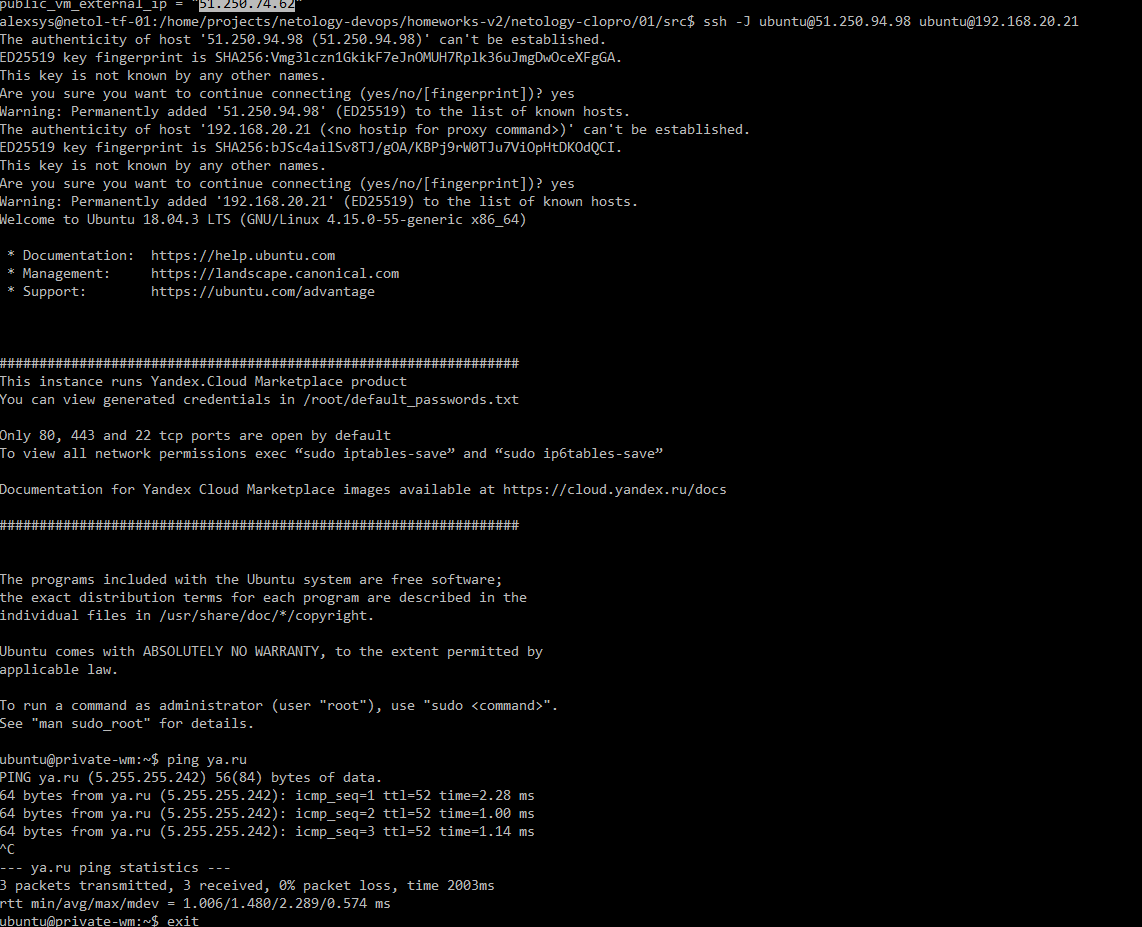 public_vm_external_ip = "51.250.74.62"
alexsys@netol-tf-01:/home/projects/netology-devops/homeworks-v2/netology-clopro/01/src$ ssh -J ubuntu@51.250.94.98 ubuntu@192.168.20.21
The authenticity of host '51.250.94.98 (51.250.94.98)' can't be established.
ED25519 key fingerprint is SHA256:Vmg3lczn1GkikF7eJnOMUH7Rplk36uJmgDwOceXFgGA.
This key is not known by any other names.
Are you sure you want to continue connecting (yes/no/[fingerprint])? yes
Warning: Permanently added '51.250.94.98' (ED25519) to the list of known hosts.
The authenticity of host '192.168.20.21 (<no hostip for proxy command>)' can't be established.
ED25519 key fingerprint is SHA256:bJSc4ailSv8TJ/gOA/KBPj9rW0TJu7ViOpHtDKOdQCI.
This key is not known by any other names.
Are you sure you want to continue connecting (yes/no/[fingerprint])? yes
Warning: Permanently added '192.168.20.21' (ED25519) to the list of known hosts.
Welcome to Ubuntu 18.04.3 LTS (GNU/Linux 4.15.0-55-generic x86_64)
* Documentation:  https://help.ubuntu.com
* Management:     https://landscape.canonical.com
* Support:        https://ubuntu.com/advantage
#################################################################
This instance runs Yandex.Cloud Marketplace product
You can view generated credentials in /root/default_passwords.txt
Only 80, 443 and 22 tcp ports are open by default
To view all network permissions exec “sudo iptables-save” and “sudo ip6tables-save”
Documentation for Yandex Cloud Marketplace images available at https://cloud.yandex.ru/docs
#################################################################
The programs included with the Ubuntu system are free software;
the exact distribution terms for each program are described in the
individual files in /usr/share/doc/*/copyright.
Ubuntu comes with ABSOLUTELY NO WARRANTY, to the extent permitted by
applicable law.
To run a command as administrator (user "root"), use "sudo <command>".
See "man sudo_root" for details.
ubuntu@private-wm:~$ ping ya.ru
PING ya.ru (5.255.255.242) 56(84) bytes of data.
64 bytes from ya.ru (5.255.255.242): icmp_seq=1 ttl=52 time=2.28 ms
64 bytes from ya.ru (5.255.255.242): icmp_seq=2 ttl=52 time=1.00 ms
64 bytes from ya.ru (5.255.255.242): icmp_seq=3 ttl=52 time=1.14 ms
^C
--- ya.ru ping statistics ---
3 packets transmitted, 3 received, 0% packet loss, time 2003ms
rtt min/avg/max/mdev = 1.006/1.480/2.289/0.574 ms
ubuntu@private-wm:~$ exit